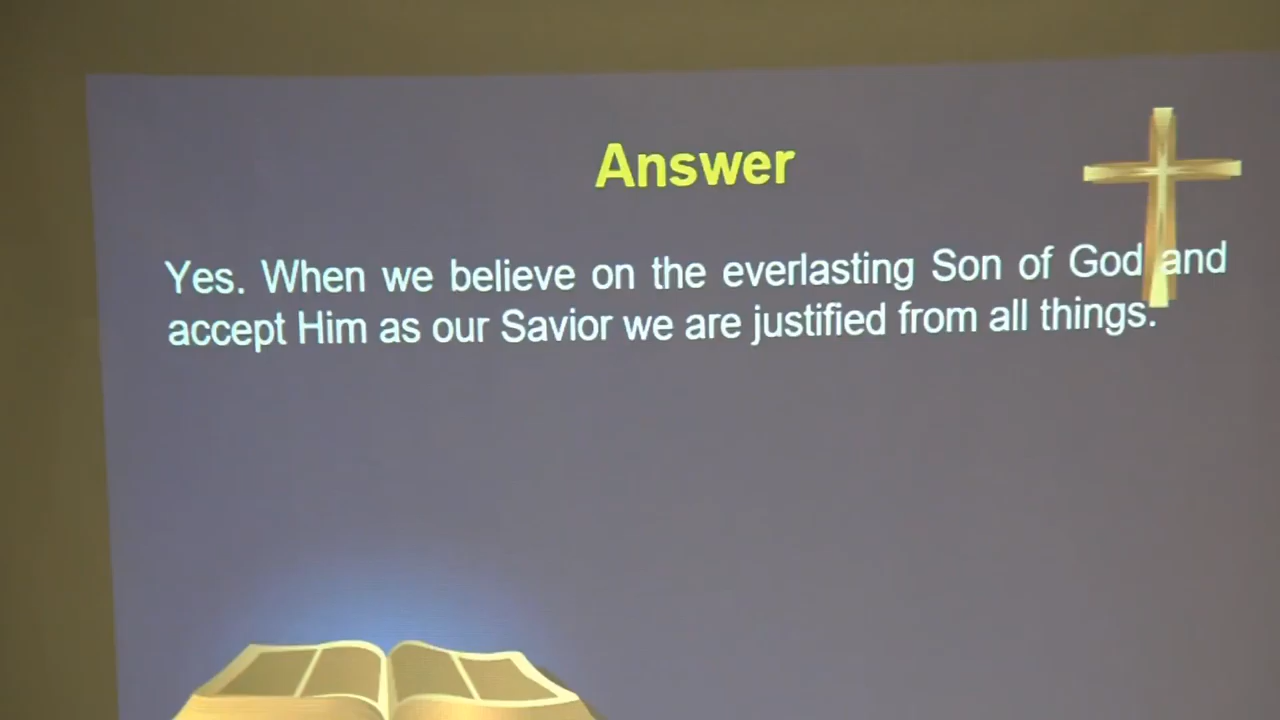 Answer
Yes. When we believe on the everlasting Son of God and
accept Him as our Savior we are justified from all things.